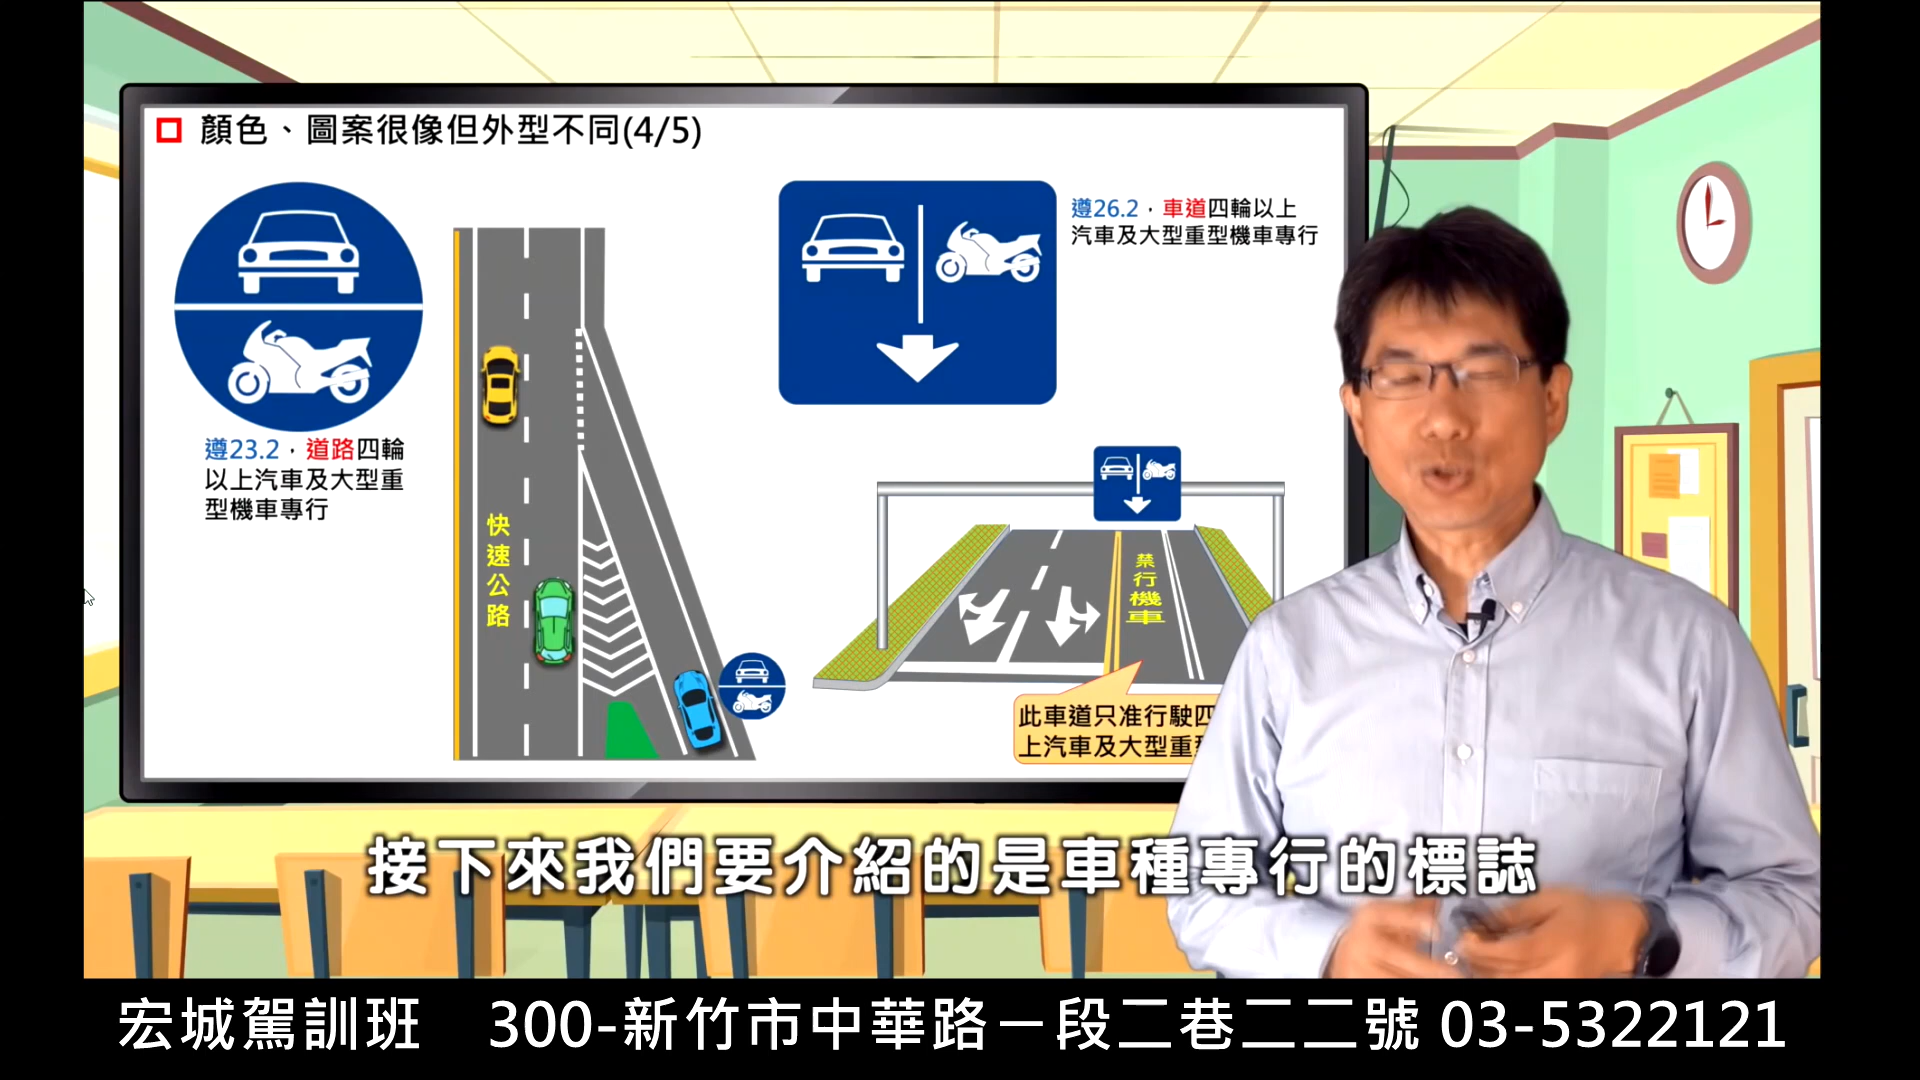 顏色、圖案很像但外型不同(4/5)
遵23.2，道路四輪
以上汽車及大型重
型機車專行
快速公路
遵26.2，車道四輪以上
汽車及大型重型機車專行
禁行機車
此車道只准行駛四
上汽車及大型重
接下來我們要介紹的是車種專行的標誌
宏城駕訓班 300-新竹市中華路一段二巷二二號 03-5322121